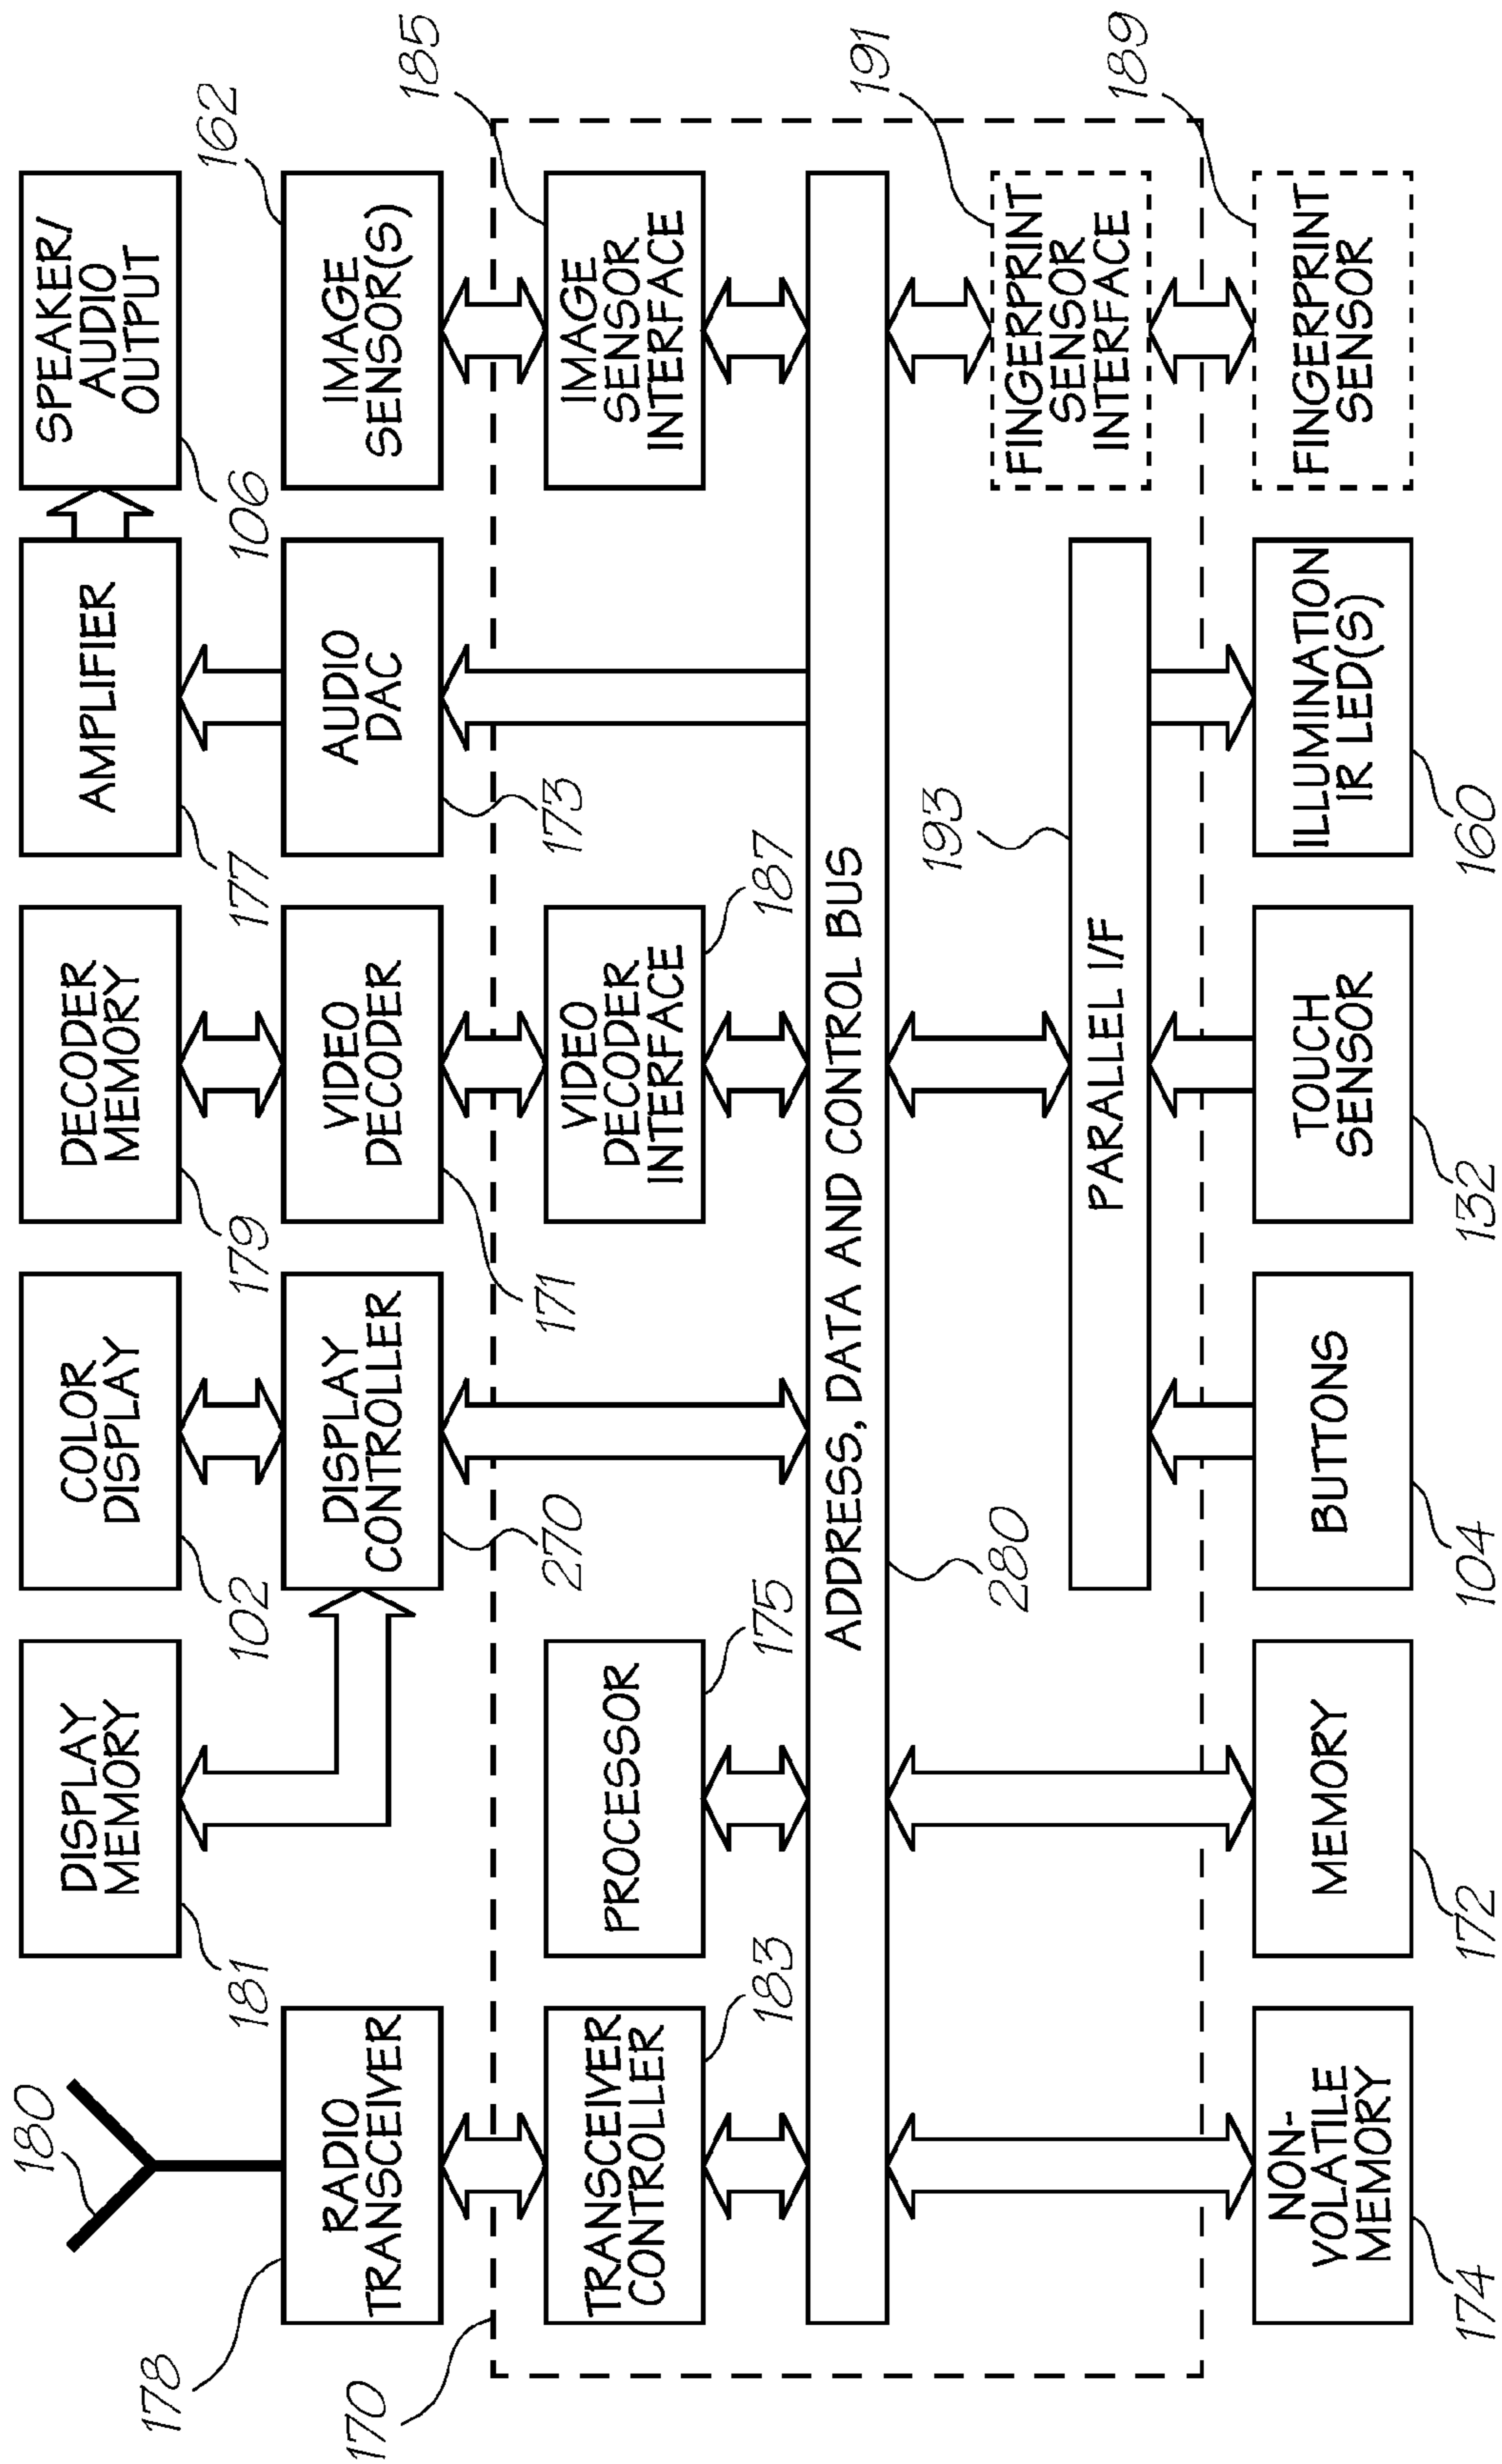 180
178
RADIO
TRANSCEIVER
DISPLAY
MEMORY
181
COLOR
DISPLAY
102
DECODER
MEMORY
179
AMPLIFIER
177
SPEAKER/
AUDIO
OUTPUT
106
DISPLAY
CONTROLLER
270
VIDEO
DECODER
171
AUDIO
DAC
173
IMAGE
SENSOR(S)
162
170
TRANSCEIVER
CONTROLLER
183
PROCESSOR
175
VIDEO
DECODER
INTERFACE
187
IMAGE
SENSOR
INTERFACE
185
ADDRESS, DATA AND CONTROL BUS
280
PARALLEL I/F
193
FINGERPRINT
SENSOR
INTERFACE
191
NON-
VOLATILE
MEMORY
174
MEMORY
172
BUTTONS
104
TOUCH
SENSOR
132
ILLUMINATION
IR LED(S)
160
FINGERPRINT
SENSOR
189